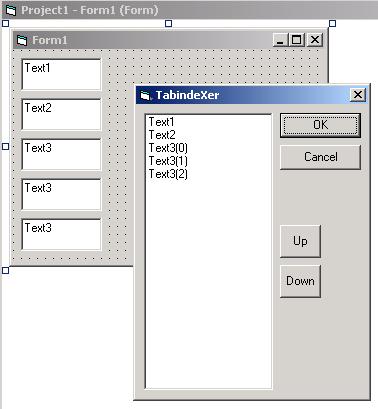 Project1 - Form1 (Form)
Form1
Text1
Text2
Text3
Text3
Text3
TabindeXer
Text1
Text2
Text3(0)
Text3(1)
Text3(2)
OK
Cancel
Up
Down